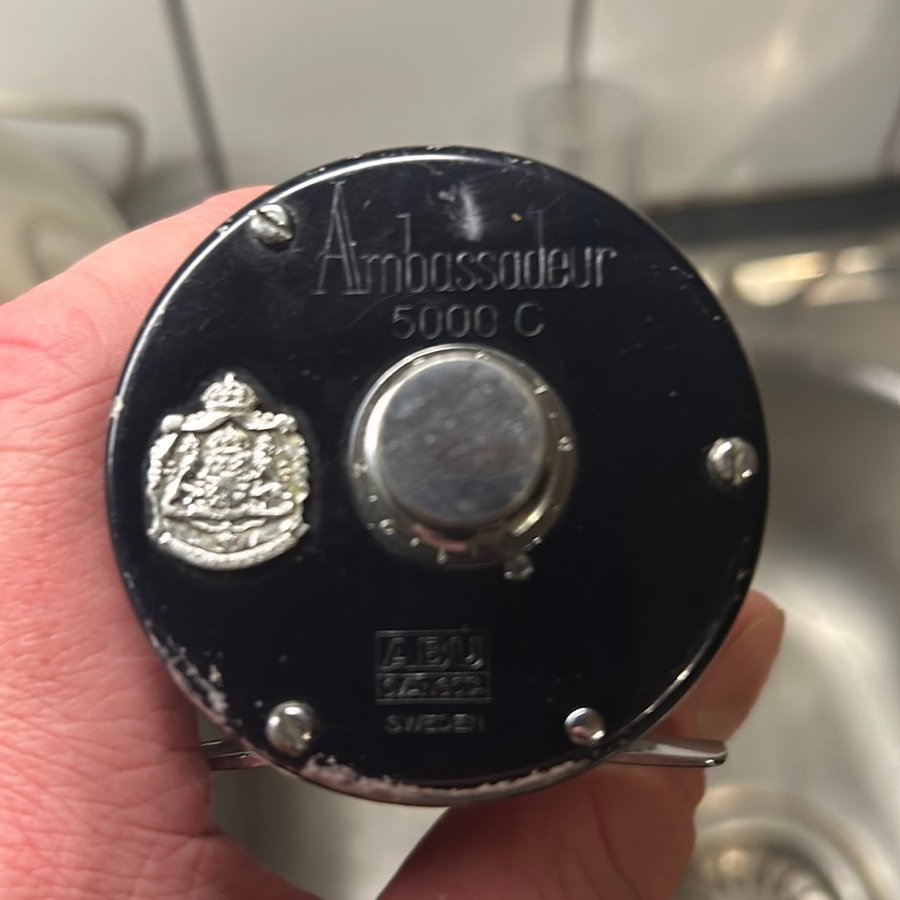 Ambassadeur
5000 C
ABU
SWEDEN